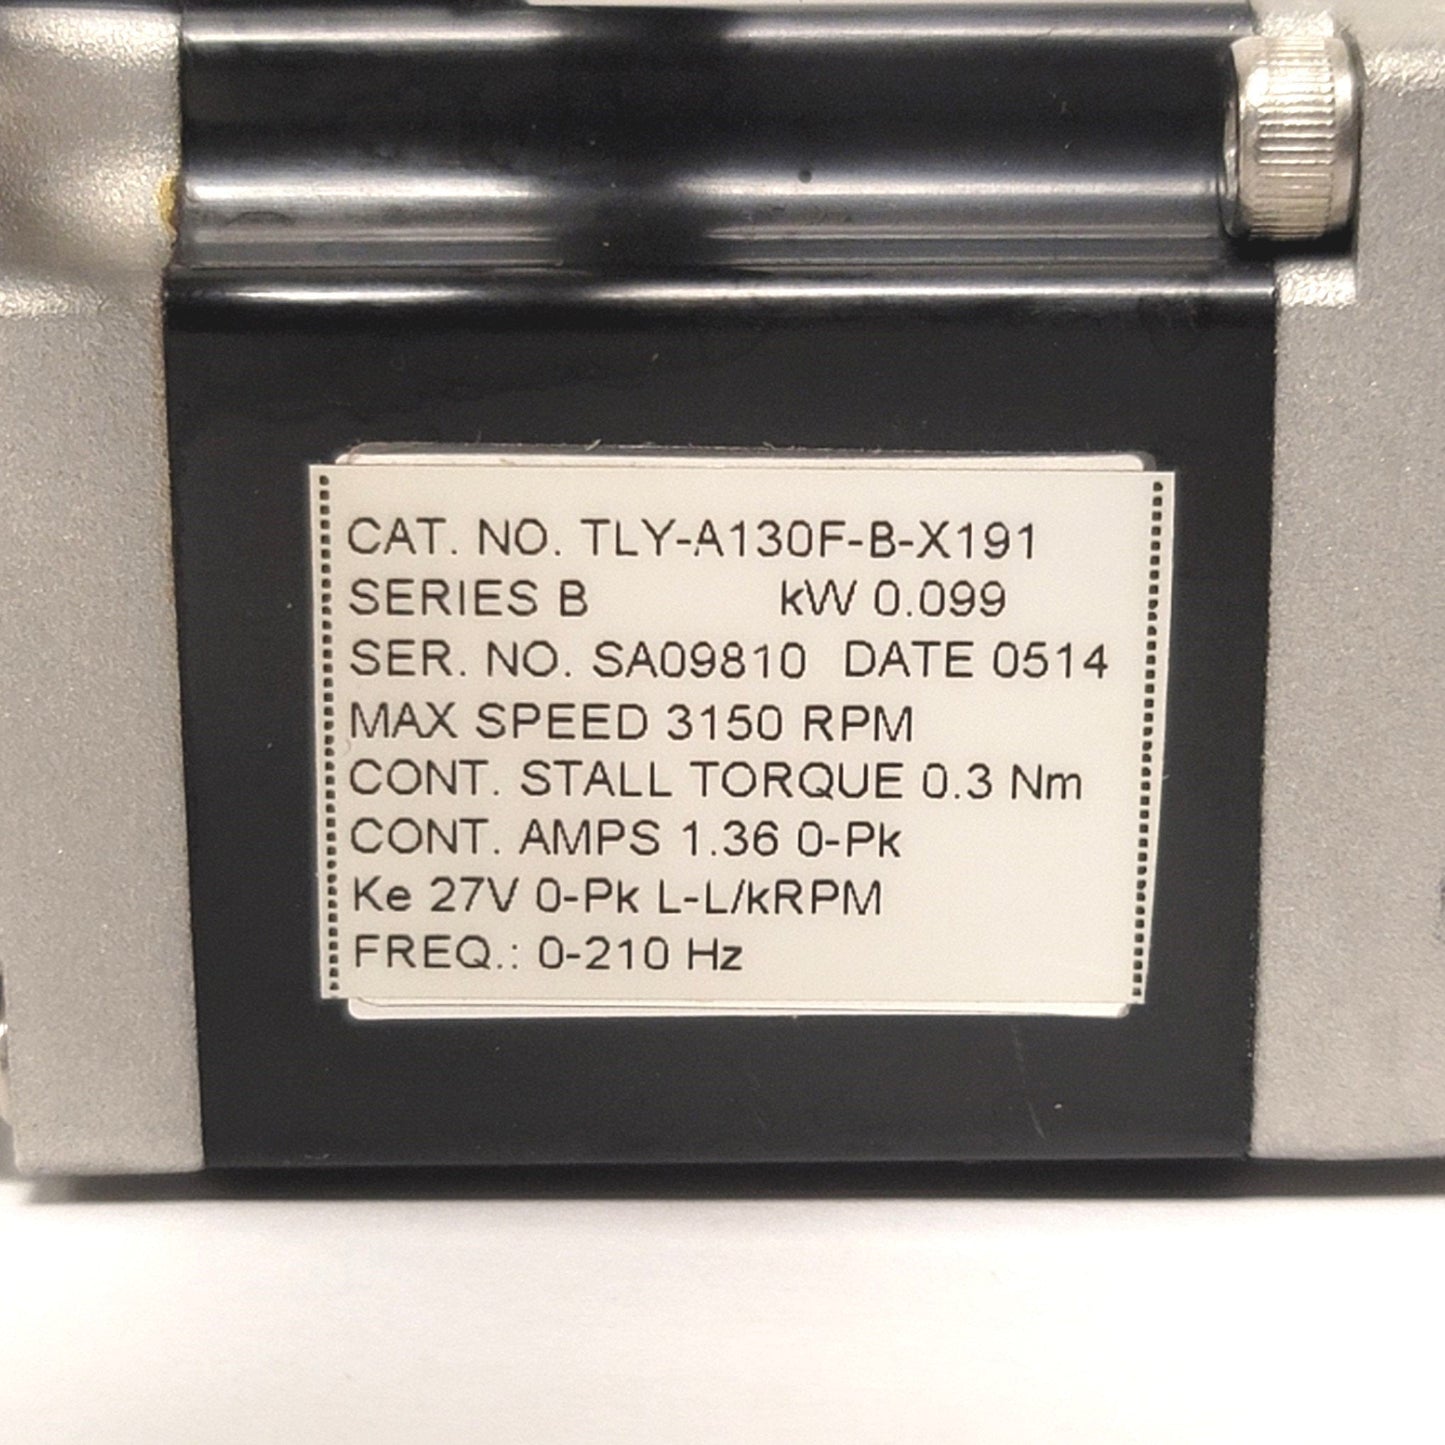 CAT. NO. TLY-A130F-B-X191
SERIES B kW 0.099
SER. NO. SA09810 DATE 0514
MAX SPEED 3150 RPM
CONT. STALL TORQUE 0.3 Nm
CONT. AMPS 1.36 0-Pk
Ke 27V 0-Pk L-L/kRPM
FREQ.: 0-210 Hz